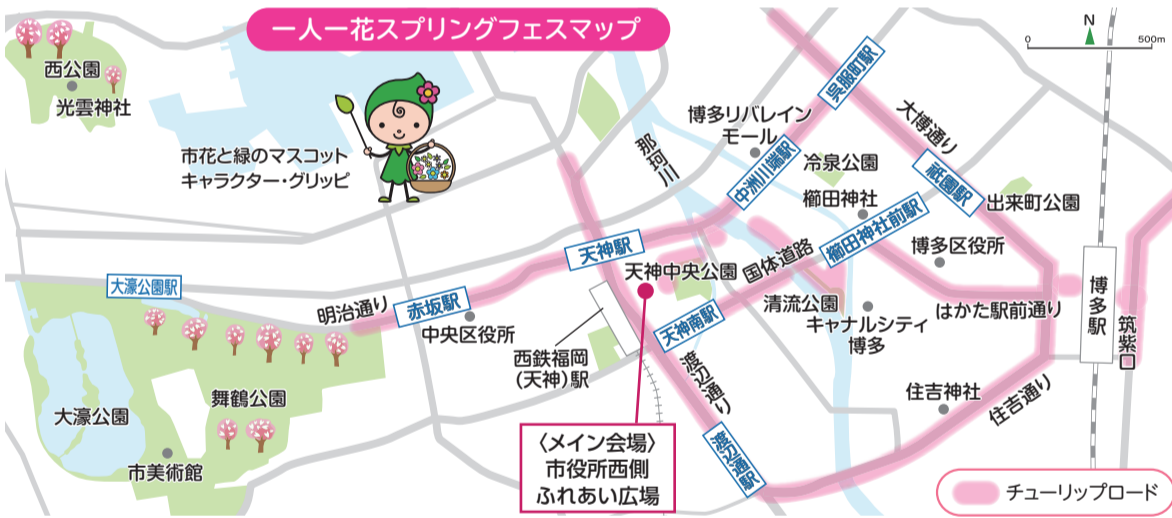 一人一花スプリングフェスマップ
N
0
500m
西公園
光雲神社
市花と緑のマスコット
キャラクター・グリッピ
那珂川
博多リバレイン
モール
呉服町駅
大博通り
中洲川端駅
冷泉公園
祇園駅
櫛田神社
出来町公園
櫛田神社前駅
天神駅
天神中央公園
国体道路
博多区役所
大濠公園駅
明治通り
赤坂駅
中央区役所
天神南駅
清流公園
キャナルシティ
博多
はかた駅前通り
博多駅
筑紫口
西鉄福岡
(天神)駅
渡辺通り
舞鶴公園
大濠公園
市美術館
住吉神社
住吉通り
〈メイン会場〉
市役所西側
ふれあい広場
渡辺通駅
チューリップロード